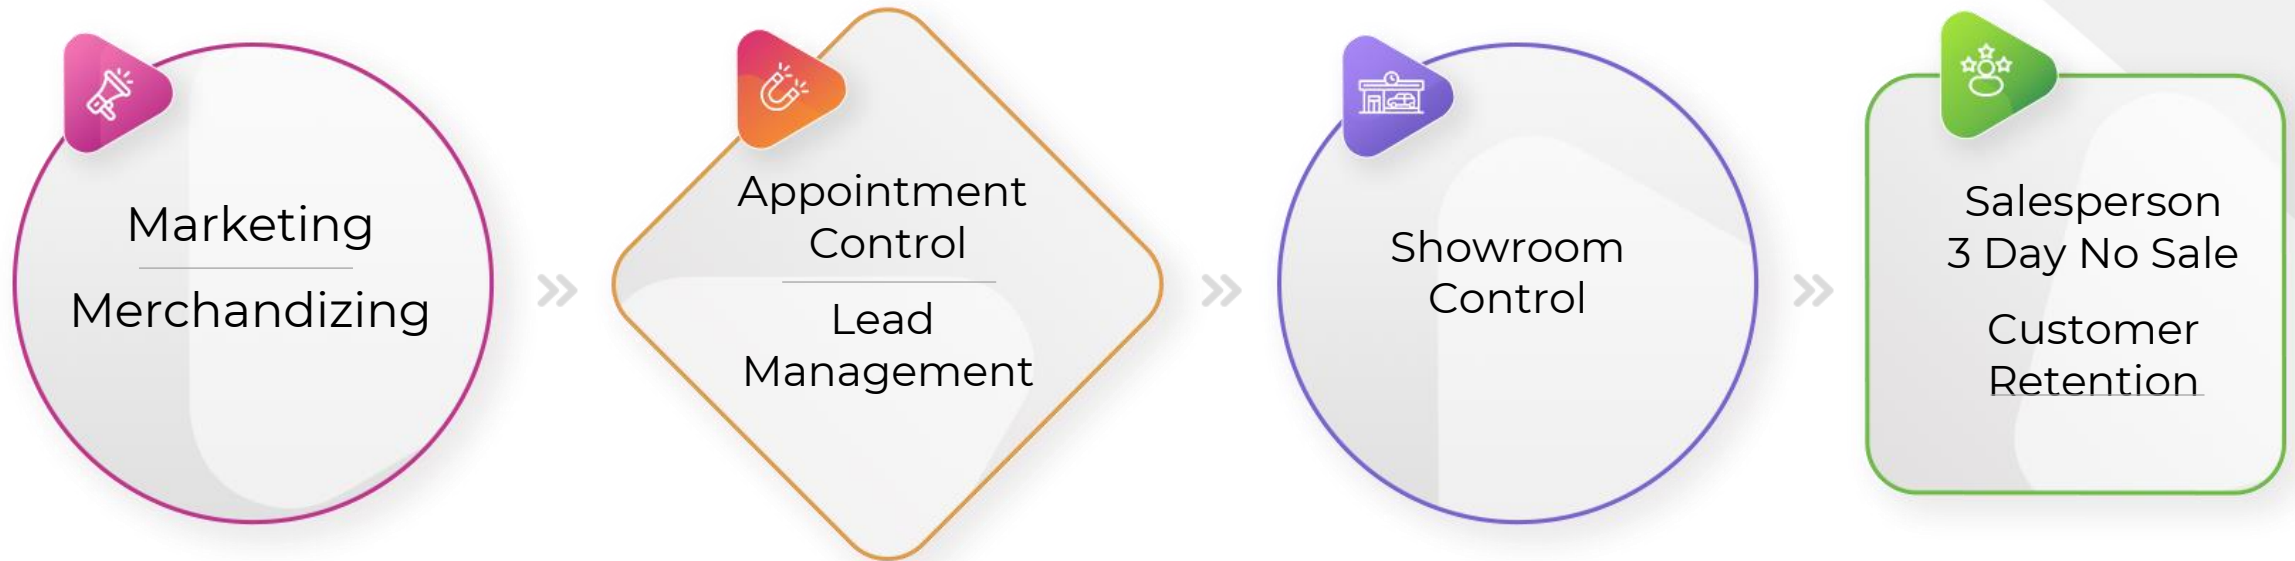 Marketing
Merchandizing
Appointment
Control
Lead
Management
Showroom
Control
Salesperson
3 Day No Sale
Customer
Retention